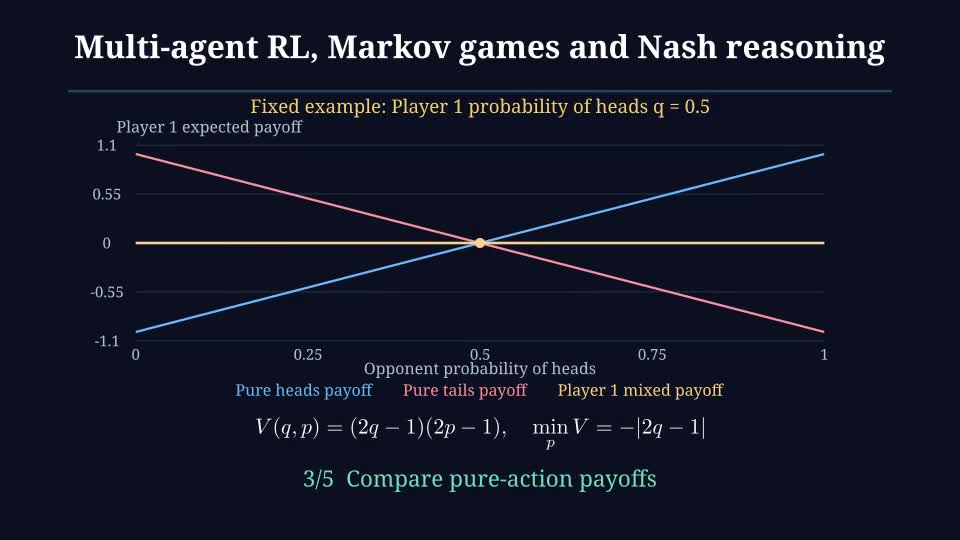 Multi-agent RL, Markov games and Nash reasoning
Fixed example: Player 1 probability of heads q = 0.5
Player 1 expected payoff
1.1
0.55
0
-0.55
-1.1
0 0.25 0.5 0.75 1
Opponent probability of heads
Pure heads payoff Pure tails payoff Player 1 mixed payoff
V(q, p) = (2q − 1)(2p − 1), min_p V = −|2q − 1|
3/5 Compare pure-action payoffs